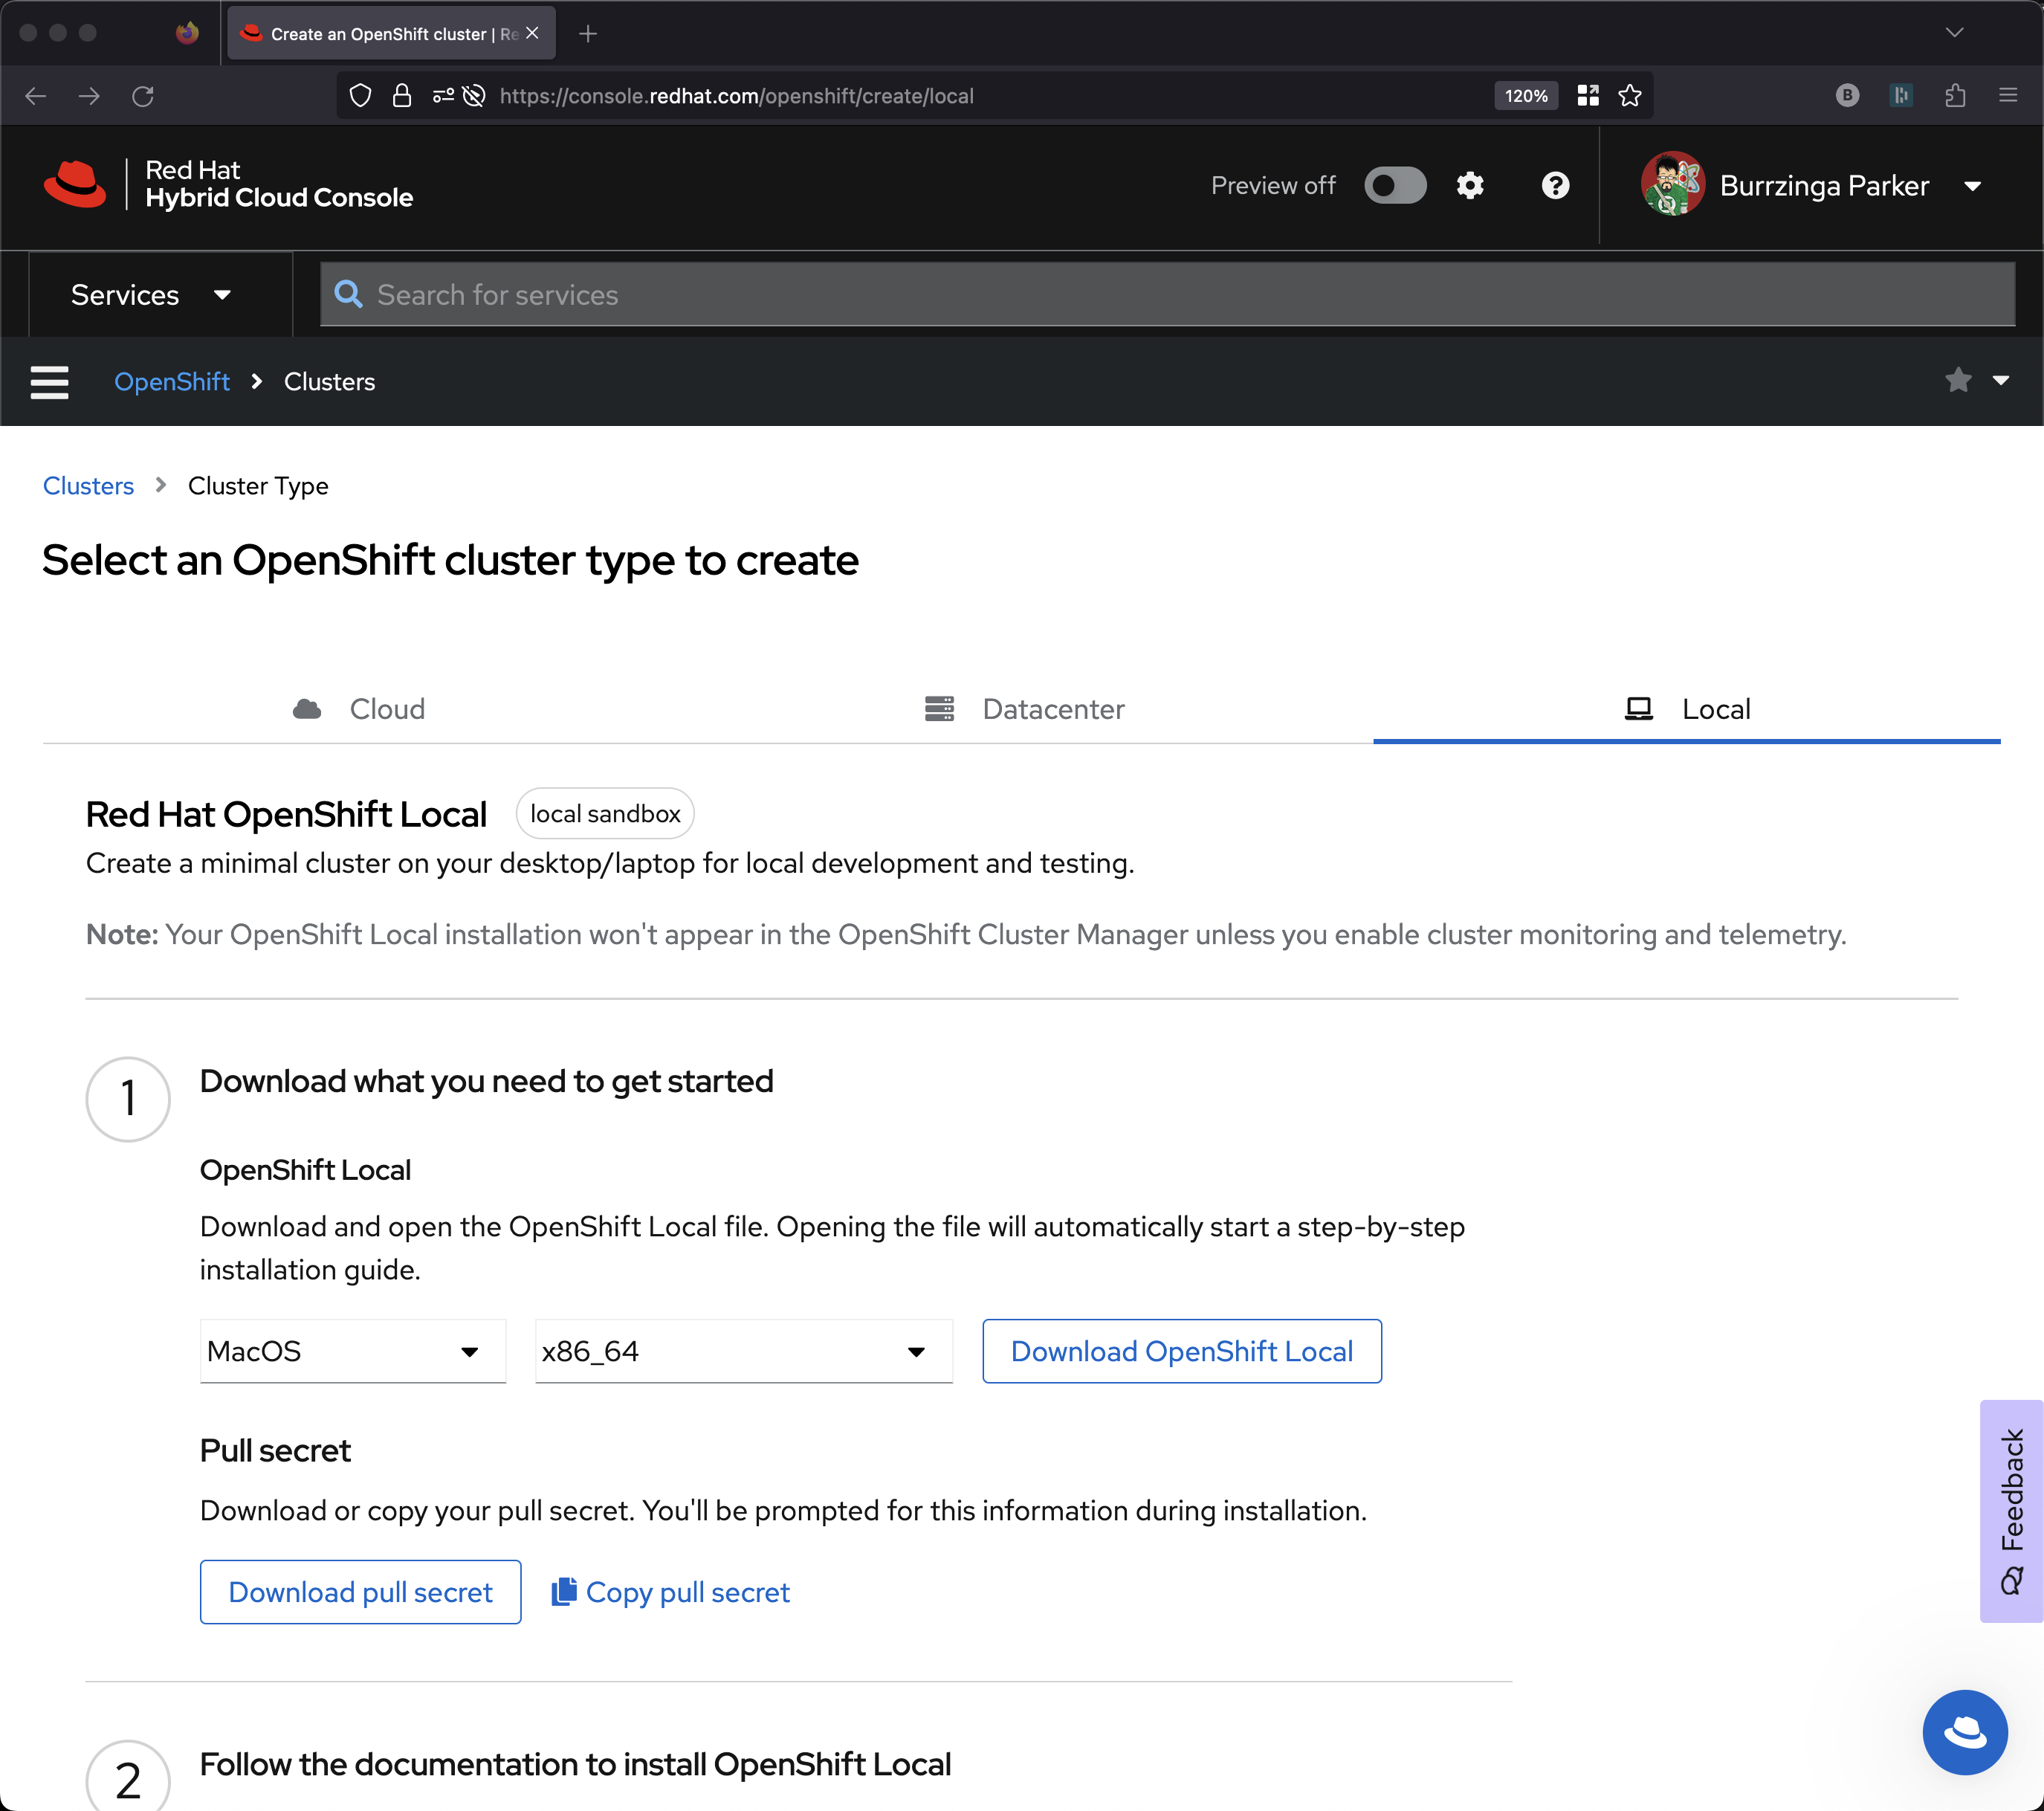 Create an OpenShift cluster | Re
https://console.redhat.com/openshift/create/local
120%
B
Red Hat
Hybrid Cloud Console
Preview off
Burrzinga Parker
Services
Search for services
OpenShift
Clusters
Clusters
Cluster Type
Select an OpenShift cluster type to create
Cloud
Datacenter
Local
Red Hat OpenShift Local
local sandbox
Create a minimal cluster on your desktop/laptop for local development and testing.
Note: Your OpenShift Local installation won't appear in the OpenShift Cluster Manager unless you enable cluster monitoring and telemetry.
1
Download what you need to get started
OpenShift Local
Download and open the OpenShift Local file. Opening the file will automatically start a step-by-step
installation guide.
MacOS
x86_64
Download OpenShift Local
Pull secret
Download or copy your pull secret. You'll be prompted for this information during installation.
Download pull secret
Copy pull secret
Feedback
2
Follow the documentation to install OpenShift Local